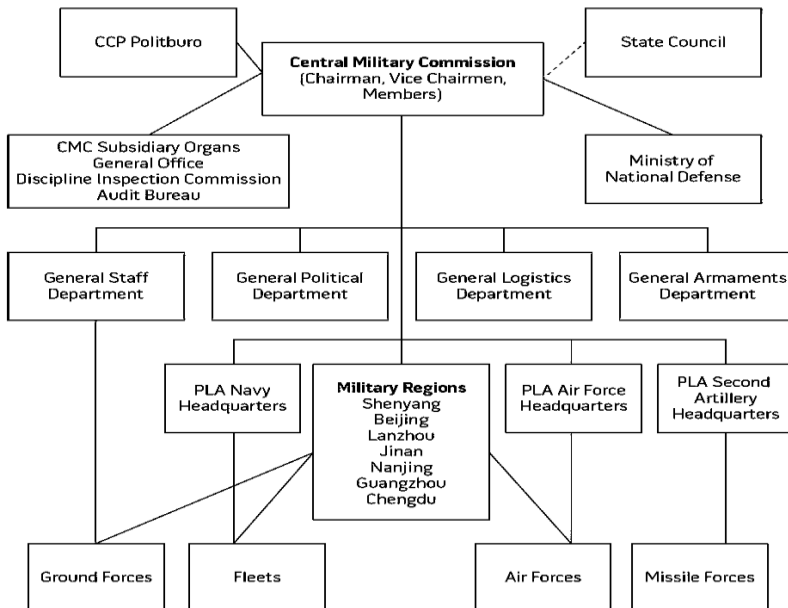 CCP Politburo
Central Military Commission
(Chairman, Vice Chairmen,
Members)
State Council
CMC Subsidiary Organs
General Office
Discipline Inspection Commission
Audit Bureau
Ministry of
National Defense
General Staff
Department
General Political
Department
General Logistics
Department
General Armaments
Department
PLA Navy
Headquarters
Military Regions
Shenyang
Beijing
Lanzhou
Jinan
Nanjing
Guangzhou
Chengdu
PLA Air Force
Headquarters
PLA Second
Artillery
Headquarters
Ground Forces
Fleets
Air Forces
Missile Forces